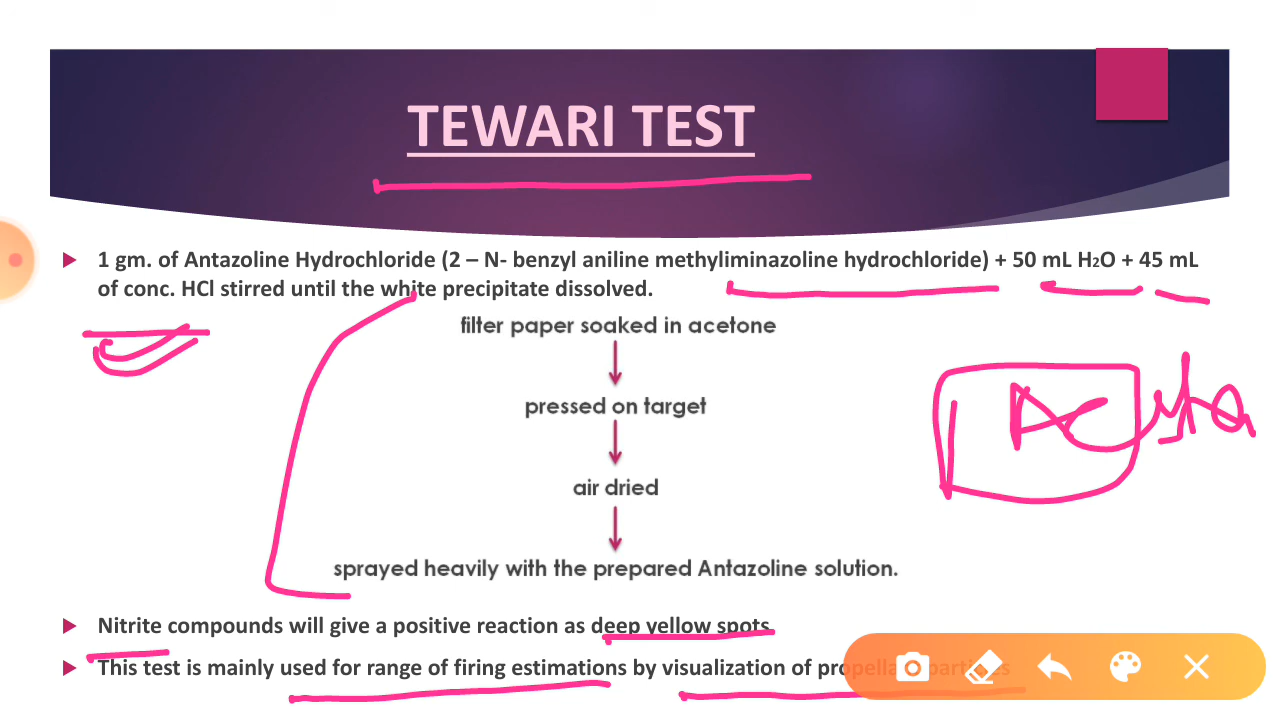 TEWARI TEST
1 gm. of Antazoline Hydrochloride (2 – N- benzyl aniline methyliminazoline hydrochloride) + 50 mL H₂O + 45 mL
of conc. HCl stirred until the white precipitate dissolved.
filter paper soaked in acetone
pressed on target
air dried
sprayed heavily with the prepared Antazoline solution.
Nitrite compounds will give a positive reaction as deep yellow spots
This test is mainly used for range of firing estimations by visualization of propellant particles